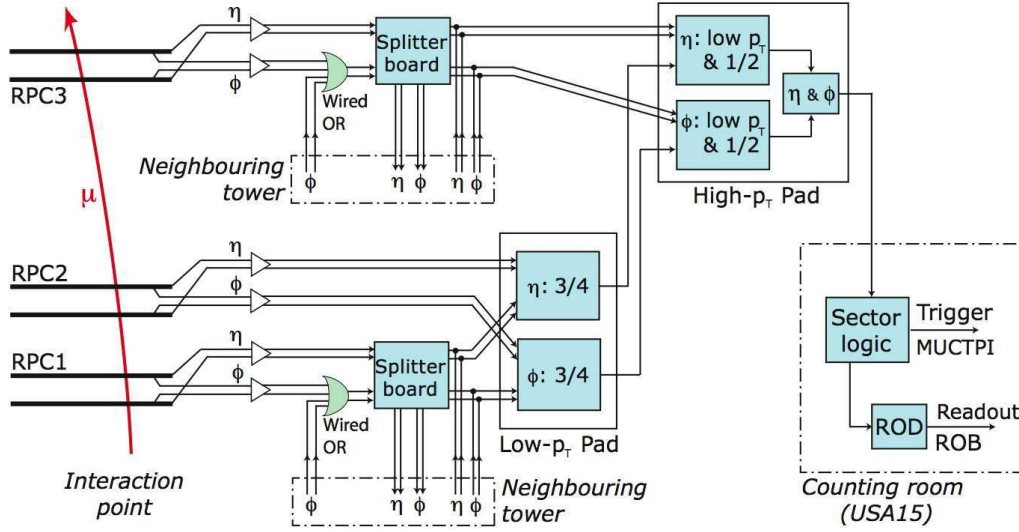 η
RPC3
ϕ
Wired
OR
Splitter
board
Neighbouring
tower
ϕ
η
ϕ
η
ϕ
η: low pT
& 1/2
ϕ: low pT
& 1/2
η & ϕ
High-pT Pad
μ
η
RPC2
ϕ
η
RPC1
ϕ
Wired
OR
Splitter
board
η: 3/4
ϕ: 3/4
Low-pT Pad
Interaction
point
ϕ
η
ϕ
η
ϕ
Neighbouring
tower
Sector
logic
Trigger
MUCTPI
ROD
Readout
ROB
Counting room
(USA15)